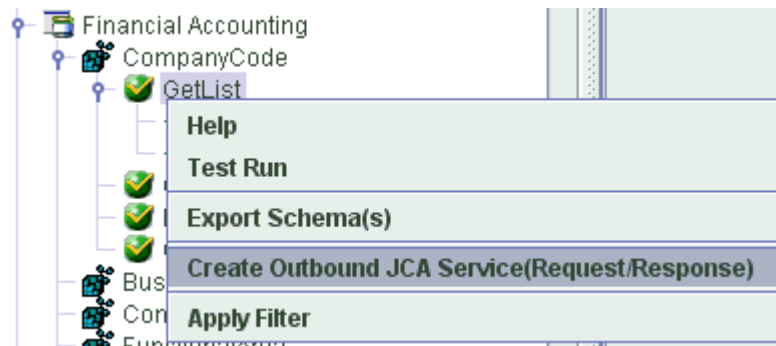 Financial Accounting
CompanyCode
GetList
Help
Test Run
Export Schema(s)
Create Outbound JCA Service(Request/Response)
Bus
Con
Apply Filter